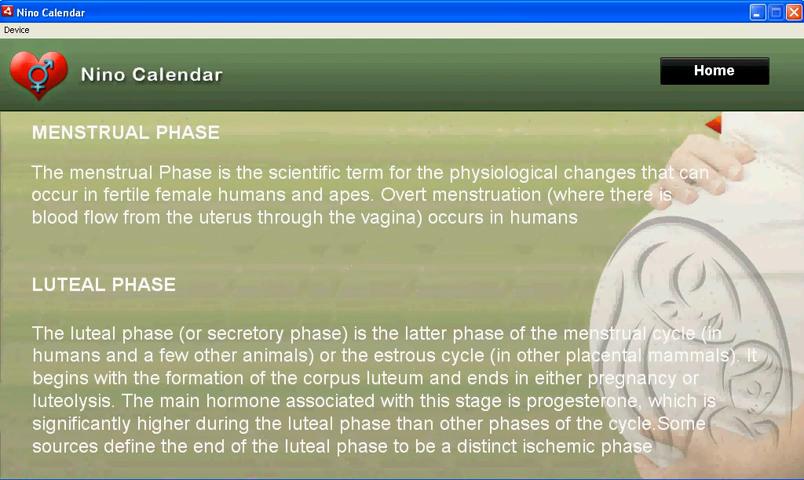 Nino Calendar
Device
Nino Calendar
Home
MENSTRUAL PHASE
The menstrual Phase is the scientific term for the physiological changes that can
occur in fertile female humans and apes. Overt menstruation (where there is
blood flow from the uterus through the vagina) occurs in humans
LUTEAL PHASE
The luteal phase (or secretory phase) is the latter phase of the menstrual cycle (in
humans and a few other animals) or the estrous cycle (in other placental mammals). It
begins with the formation of the corpus luteum and ends in either pregnancy or
luteolysis. The main hormone associated with this stage is progesterone, which is
significantly higher during the luteal phase than other phases of the cycle.Some
sources define the end of the luteal phase to be a distinct ischemic phase